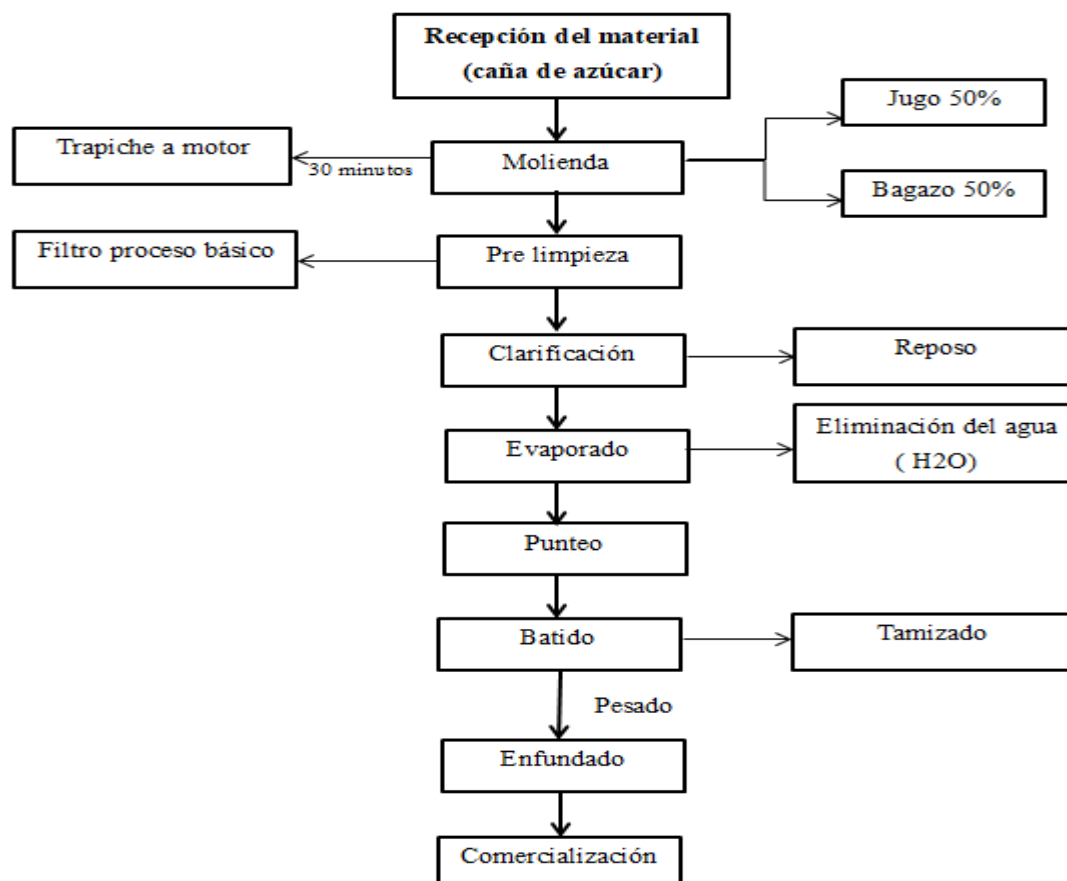 Recepción del material
(caña de azúcar)
Jugo 50%
Trapiche a motor
30 minutos
Molienda
Bagazo 50%
Filtro proceso básico
Pre limpieza
Clarificación
Reposo
Evaporado
Eliminación del agua
( H2O)
Punteo
Batido
Tamizado
Pesado
Enfundado
Comercialización